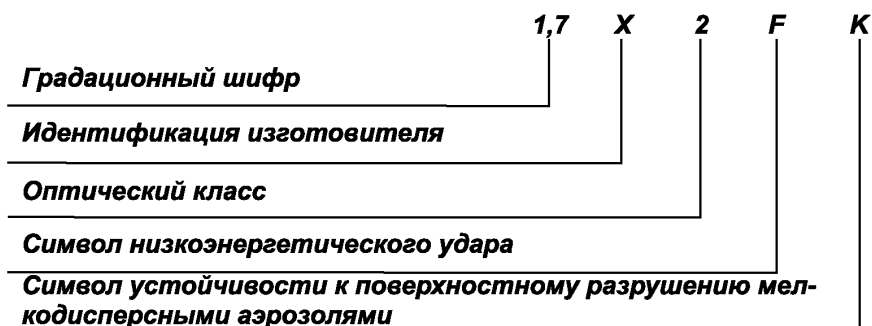 1,7 X 2 F K
Градационный шифр
Идентификация изготовителя
Оптический класс
Символ низкоэнергетического удара
Символ устойчивости к поверхностному разрушению мел-
кодисперсными аэрозолями